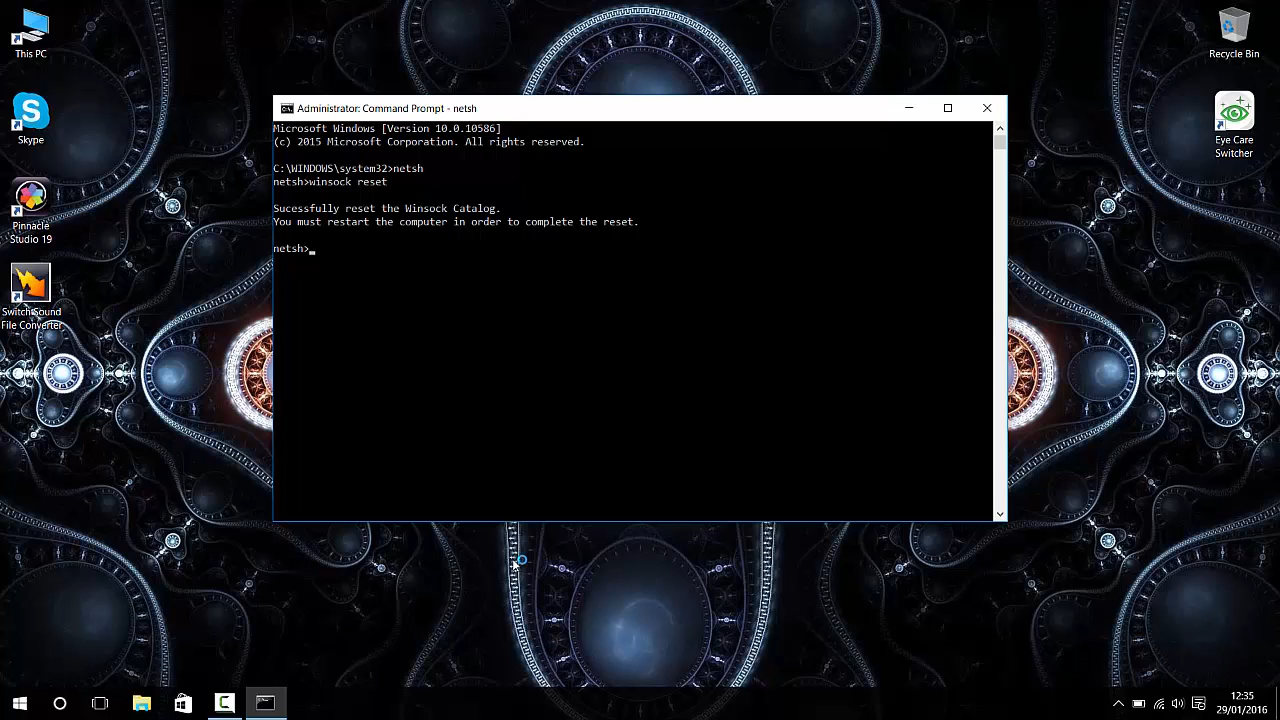 This PC
Skype
Pinnacle
Studio 19
Switch Sound
File Converter
Recycle Bin
Eye Care
Switcher
Administrator: Command Prompt - netsh
Microsoft Windows [Version 10.0.10586]
(c) 2015 Microsoft Corporation. All rights reserved.
C:\WINDOWS\system32>netsh
netsh>winsock reset
Sucessfully reset the Winsock Catalog.
You must restart the computer in order to complete the reset.
netsh>
12:35
29/01/2016